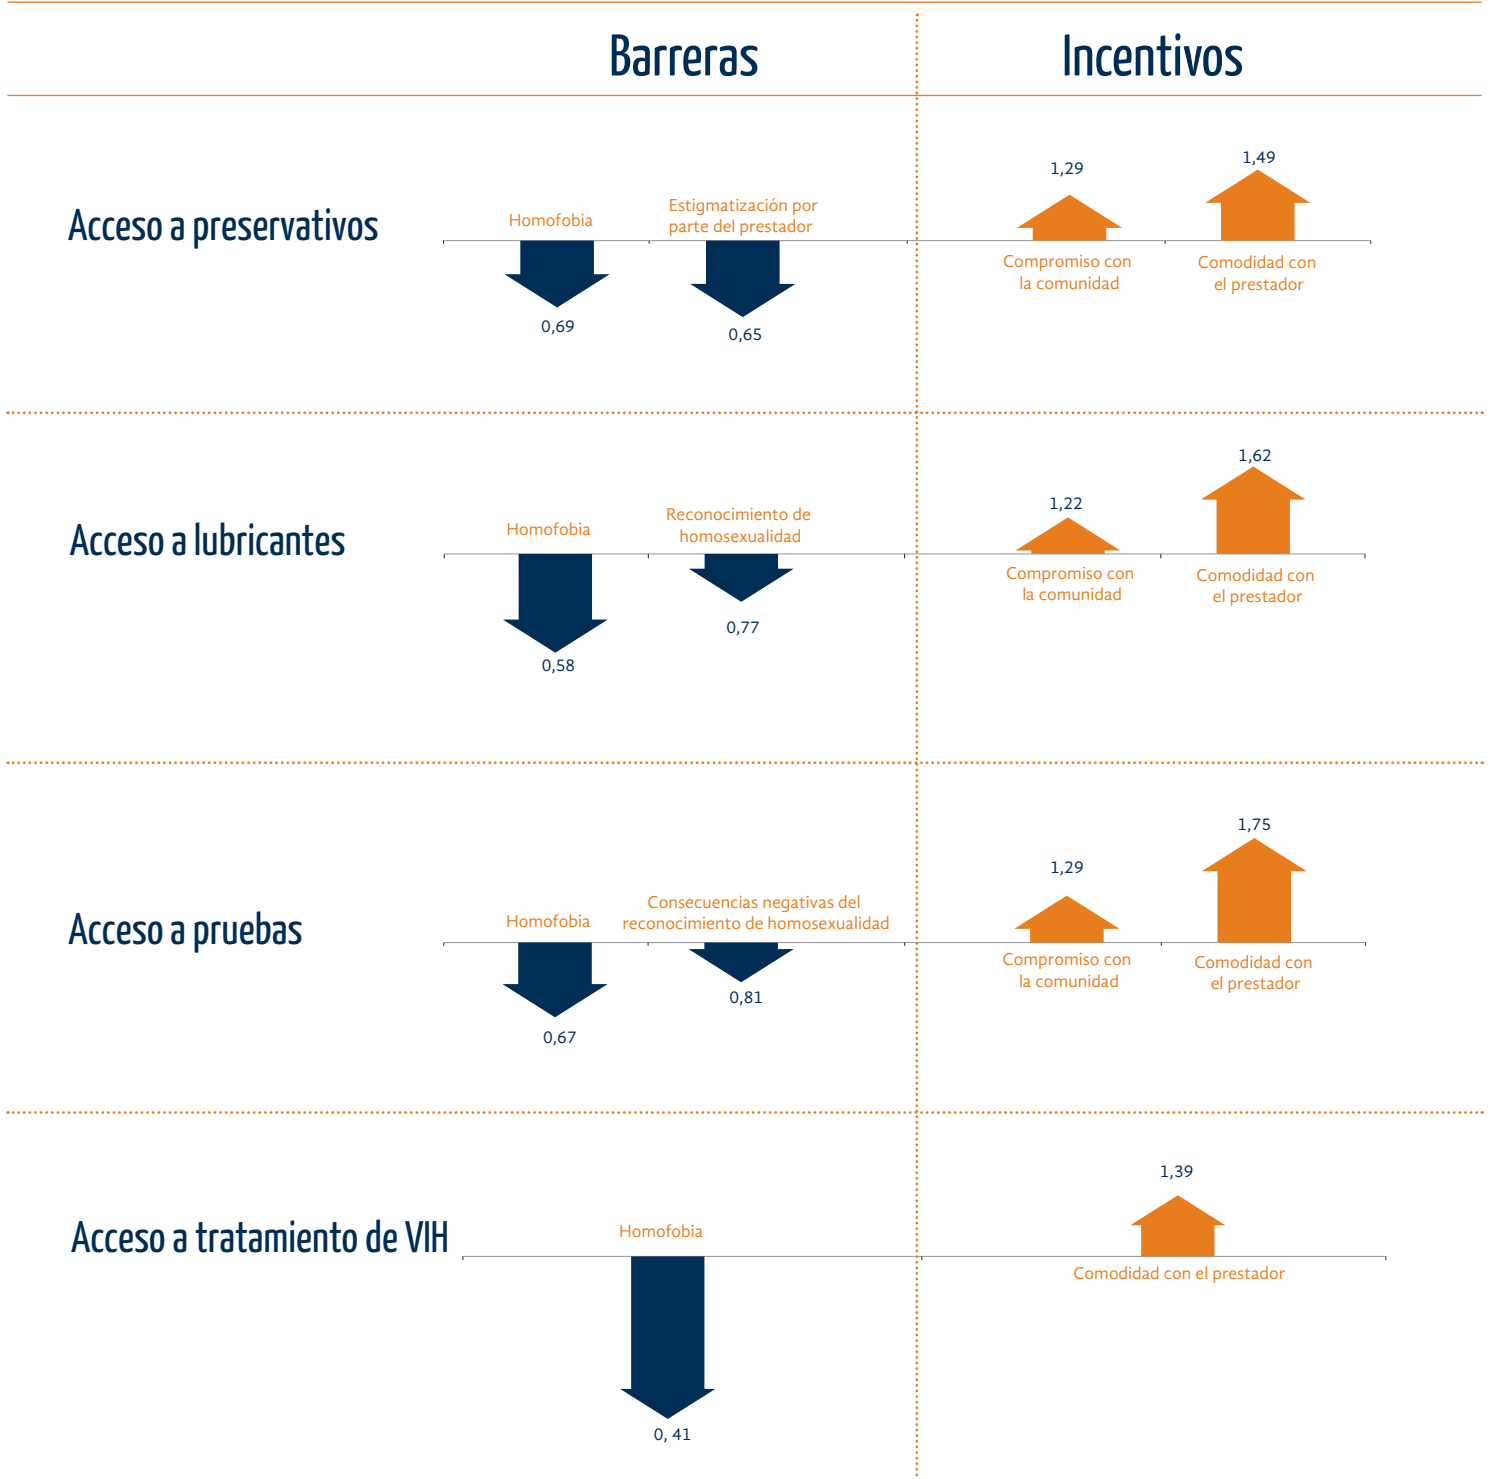 Barreras
Incentivos
Acceso a preservativos
Homofobia
0,69
Estigmatización por
parte del prestador
0,65
1,29
Compromiso con
la comunidad
1,49
Comodidad con
el prestador
Acceso a lubricantes
Homofobia
0,58
Reconocimiento de
homosexualidad
0,77
1,22
Compromiso con
la comunidad
1,62
Comodidad con
el prestador
Acceso a pruebas
Homofobia
0,67
Consecuencias negativas del
reconocimiento de homosexualidad
0,81
1,29
Compromiso con
la comunidad
1,75
Comodidad con
el prestador
Acceso a tratamiento de VIH
Homofobia
0, 41
1,39
Comodidad con el prestador